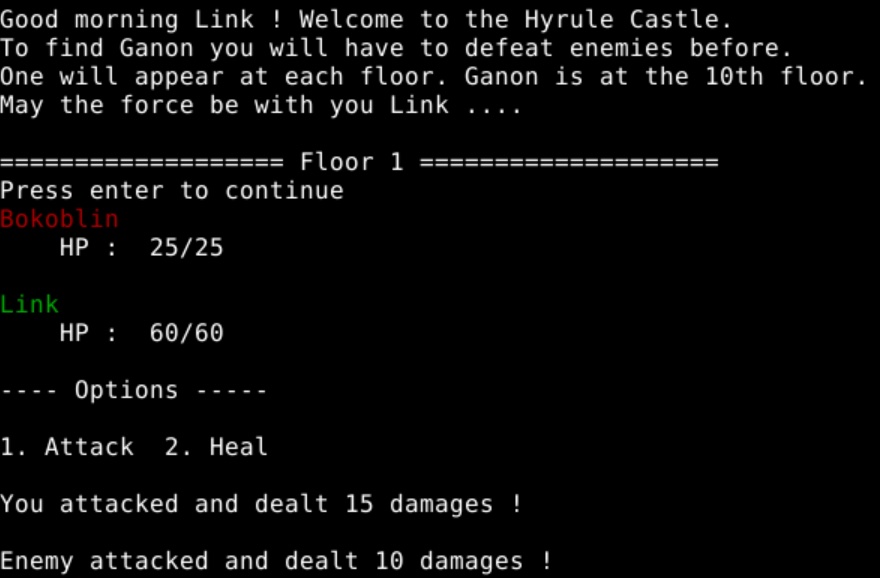 Good morning Link ! Welcome to the Hyrule Castle.
To find Ganon you will have to defeat enemies before.
One will appear at each floor. Ganon is at the 10th floor.
May the force be with you Link ....
=================== Floor 1 ====================
Press enter to continue
Bokoblin
HP :  25/25
Link
HP :  60/60
---- Options -----
1. Attack  2. Heal
You attacked and dealt 15 damages !
Enemy attacked and dealt 10 damages !